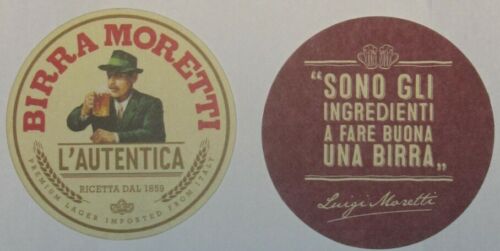 BIRRA MORETTI
L'AUTENTICA
RICETTA DAL 1859
PREMIUM LAGER IMPORTED FROM ITALY
“SONO GLI
INGREDIENTI
A FARE BUONA
UNA BIRRA„
Luigi Moretti